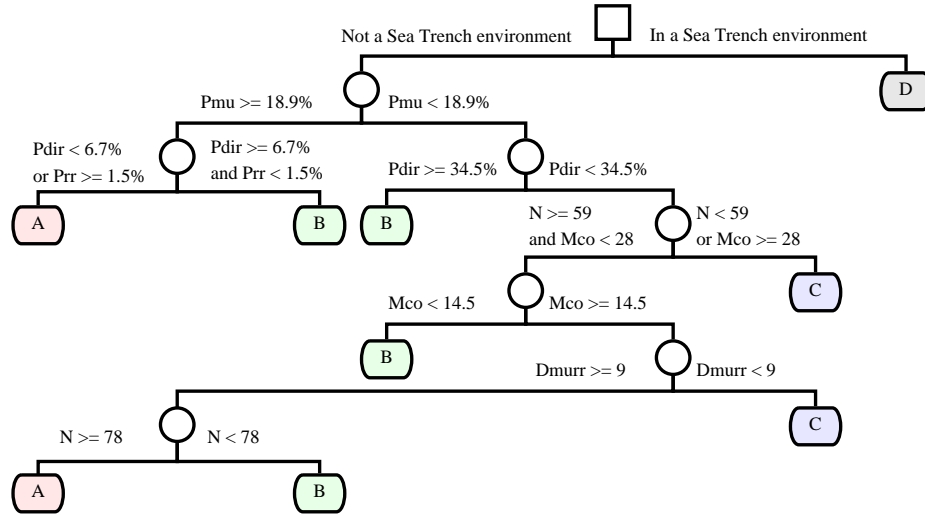 Not a Sea Trench environment
In a Sea Trench environment
D
Pmu >= 18.9%
Pmu < 18.9%
Pdir < 6.7%
or Prr >= 1.5%
Pdir >= 6.7%
and Prr < 1.5%
Pdir >= 34.5%
Pdir < 34.5%
A
B
B
N >= 59
and Mco < 28
N < 59
or Mco >= 28
C
Mco < 14.5
Mco >= 14.5
B
Dmurr >= 9
Dmurr < 9
C
N >= 78
N < 78
A
B